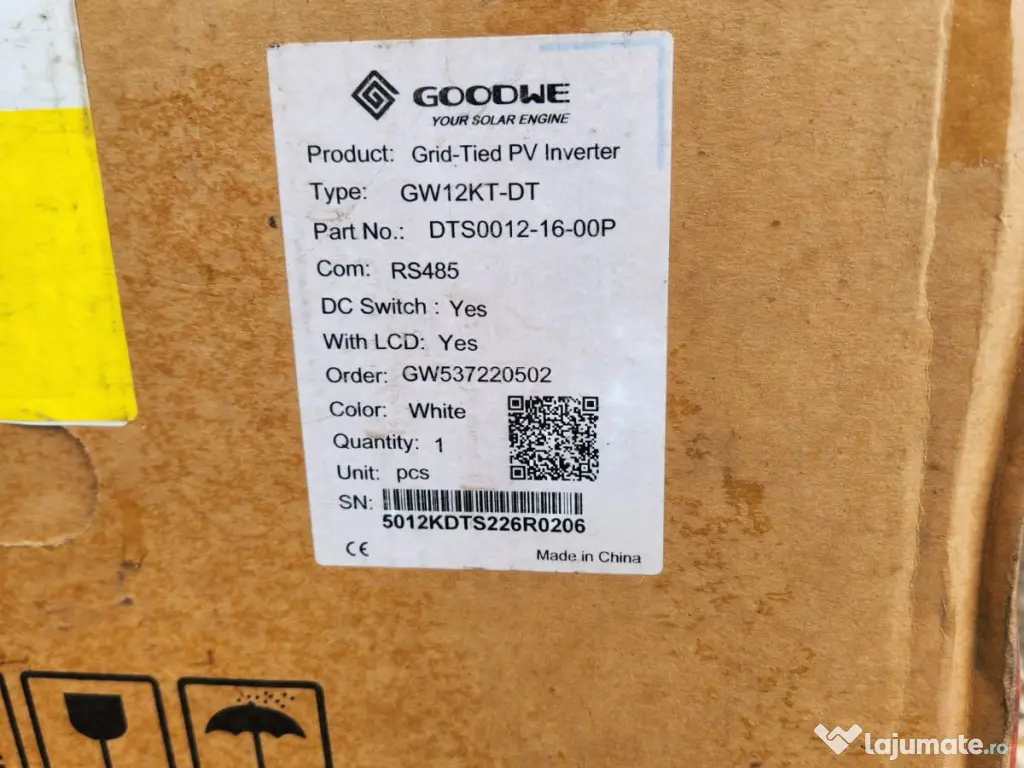 GOODWE
YOUR SOLAR ENGINE
Product: Grid-Tied PV Inverter
Type: GW12KT-DT
Part No.: DTS0012-16-00P
Com: RS485
DC Switch : Yes
With LCD: Yes
Order: GW537220502
Color: White
Quantity: 1
Unit: pcs
SN:
5012KDTS226R0206
CE
Made in China
lajumate.ro